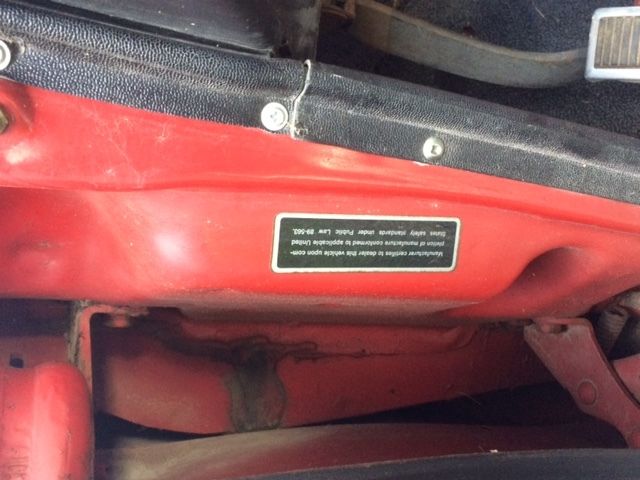 Manufacturer certifies to dealer this vehicle upon com-
pletion of manufacture conformed to applicable United
States safety standards under Public Law 89-563.